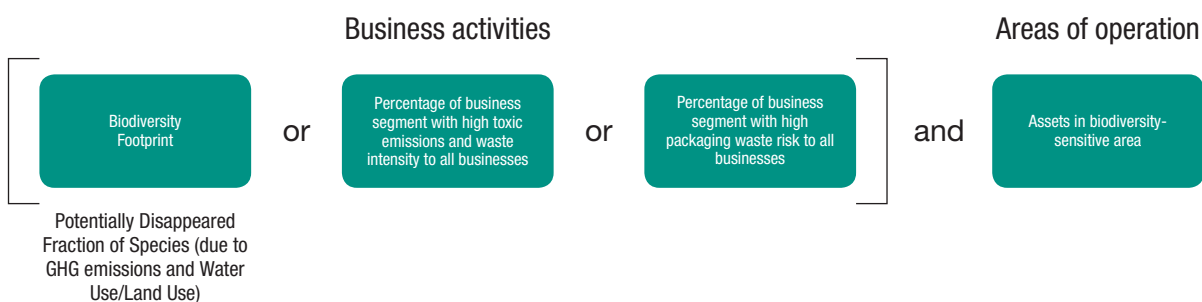 Business activities
Areas of operation
Biodiversity
Footprint
or
Percentage of business
segment with high toxic
emissions and waste
intensity to all businesses
or
Percentage of business
segment with high
packaging waste risk to all
businesses
and
Assets in biodiversity-
sensitive area
Potentially Disappeared
Fraction of Species (due to
GHG emissions and Water
Use/Land Use)